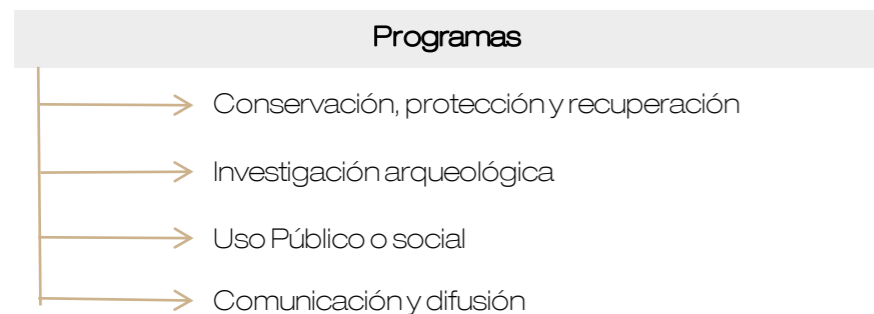 Programas
Conservación, protección y recuperación
Investigación arqueológica
Uso Público o social
Comunicación y difusión